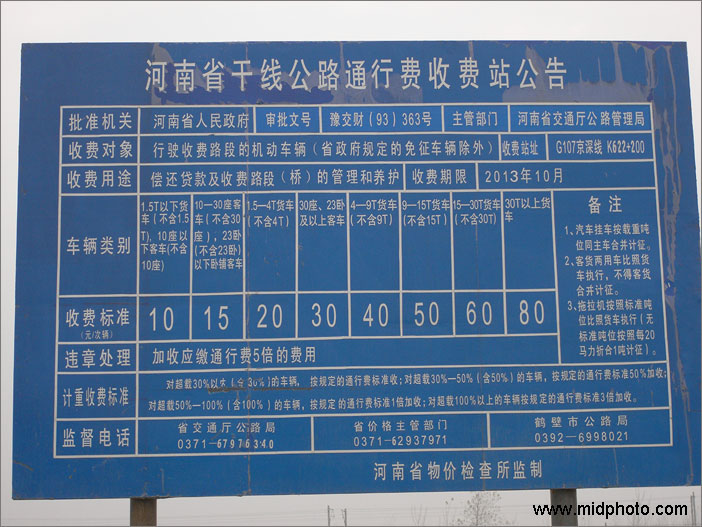 河南省干线公路通行费收费站公告
批准机关 河南省人民政府 审批文号 豫交财(93)363号 主管部门 河南省交通厅公路管理局
收费对象 行驶收费路段的机动车辆(省政府规定的免征车辆除外) 收费站址 G107京深线 K622+200
收费用途 偿还贷款及收费路段(桥)的管理和养护 收费期限 2013年10月
车辆类别
1.5T以下货
车(不含1.5
T), 10座以
下客车(不含
10座)
10—30座客
车(不含30
座), 23卧
(不含23卧)
以下卧铺客车
1.5—4T货车
(不含4T)
30座、23卧
及以上客车
4—9T货车
(不含9T)
9—15T货车
(不含15T)
15—30T货车
(不含30T)
30T以上货
车
备注
1、汽车挂车按载重吨
位同主车合并计征。
2、客货两用车比照货
车执行,不得客货
合并计征。
3、拖拉机按照标准吨
位比照货车执行(无
标准吨位按照每20
马力折合1吨计征)。
收费标准 10 15 20 30 40 50 60 80
(元/次辆)
违章处理 加收应缴通行费5倍的费用
计重收费标准
对超载30%以内(含30%)的车辆, 按规定的通行费标准收;对超载30%—50%(含50%)的车辆,按规定的通行费标准50%加收;
对超载50%—100%(含100%)的车辆,按规定的通行费标准1倍加收;对超载100%以上的车辆按规定的通行费标准3倍加收。
监督电话
省交通厅公路局
0371-67976340
省价格主管部门
0371-62937971
鹤壁市公路局
0392-6998021
河南省物价检查所监制
www.midphoto.com